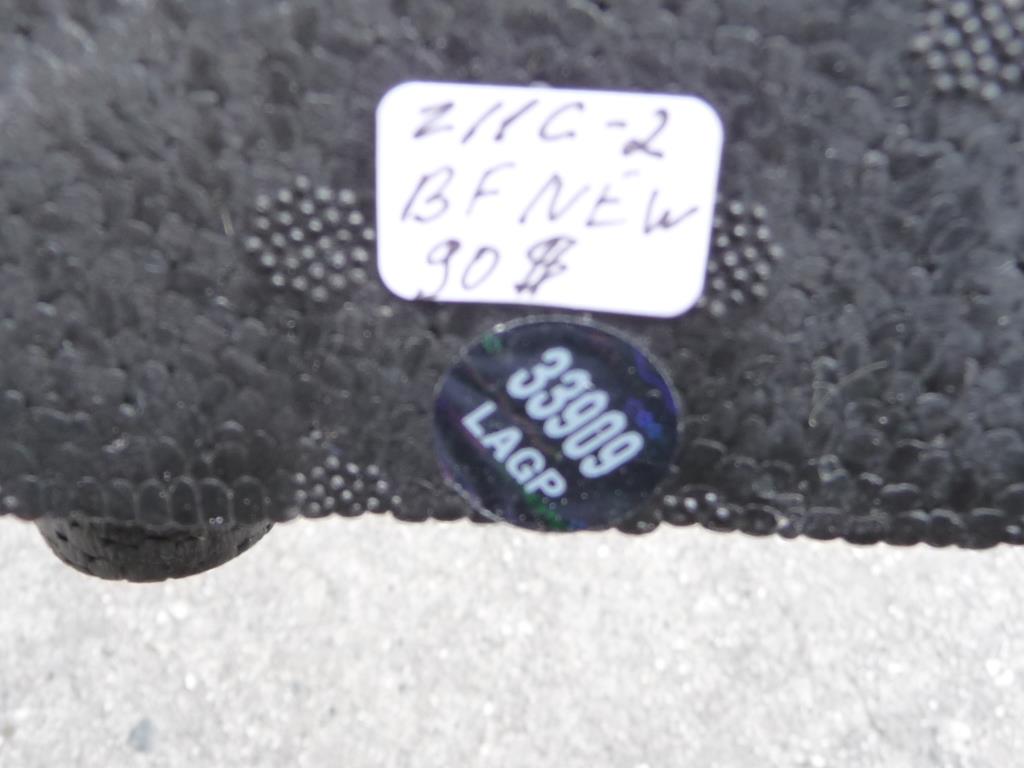 Z11C-2
BF NEW
90 $
33909
LAGP